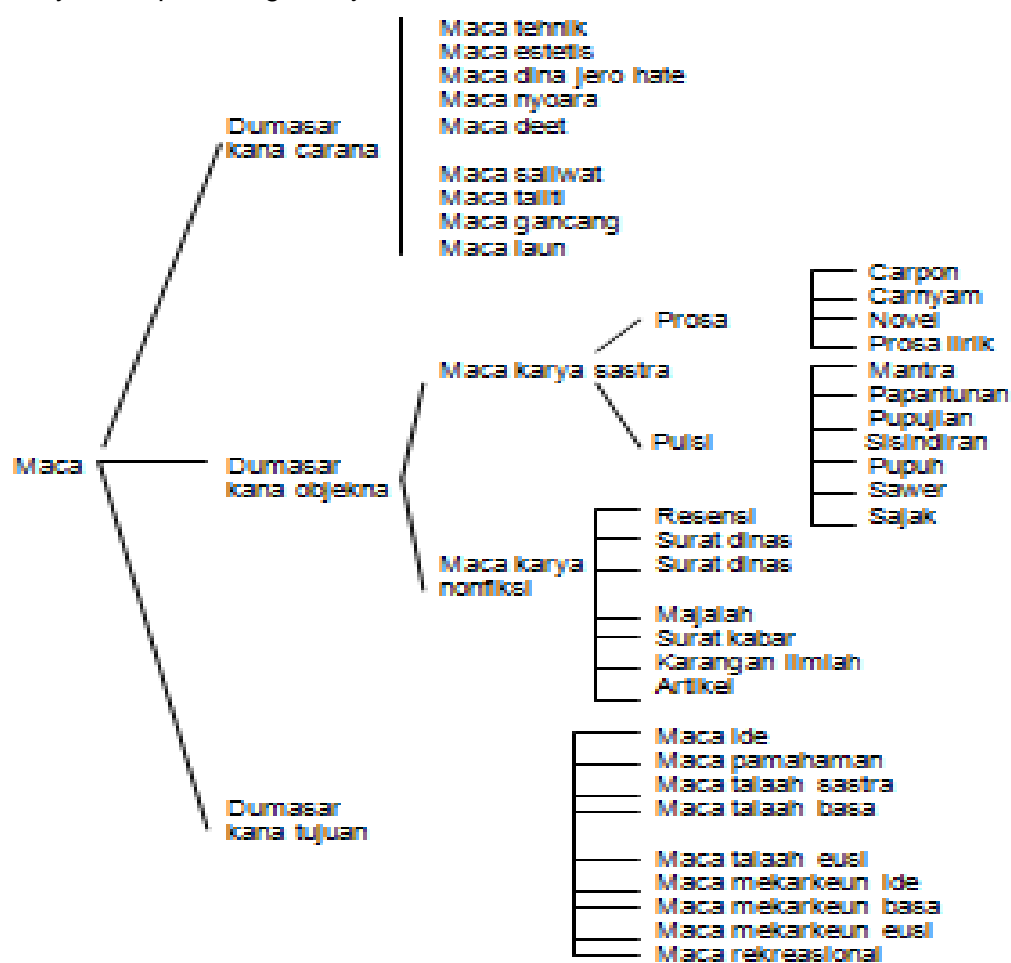 Maca tehnik
Maca estetis
Maca dina jero hate
Maca nyoara
Maca deet
Maca saliwat
Maca taliti
Maca gancang
Maca laun
Dumasar
kana carana
Carpon
Carnyam
Novel
Prosa lirik
Prosa
Maca karya sastra
Mantra
Papantunan
Pupujian
Sisindiran
Pupuh
Sawer
Sajak
Puisi
Maca
Dumasar
kana objekna
Resensi
Surat dinas
Surat dinas
Majalah
Surat kabar
Karangan ilmiah
Artikel
Maca karya
nonfiksi
Maca ide
Maca pamahaman
Maca talaah sastra
Maca talaah basa
Maca talaah eusi
Maca mekarkeun ide
Maca mekarkeun basa
Maca mekarkeun eusi
Maca rekreasional
Dumasar
kana tujuan